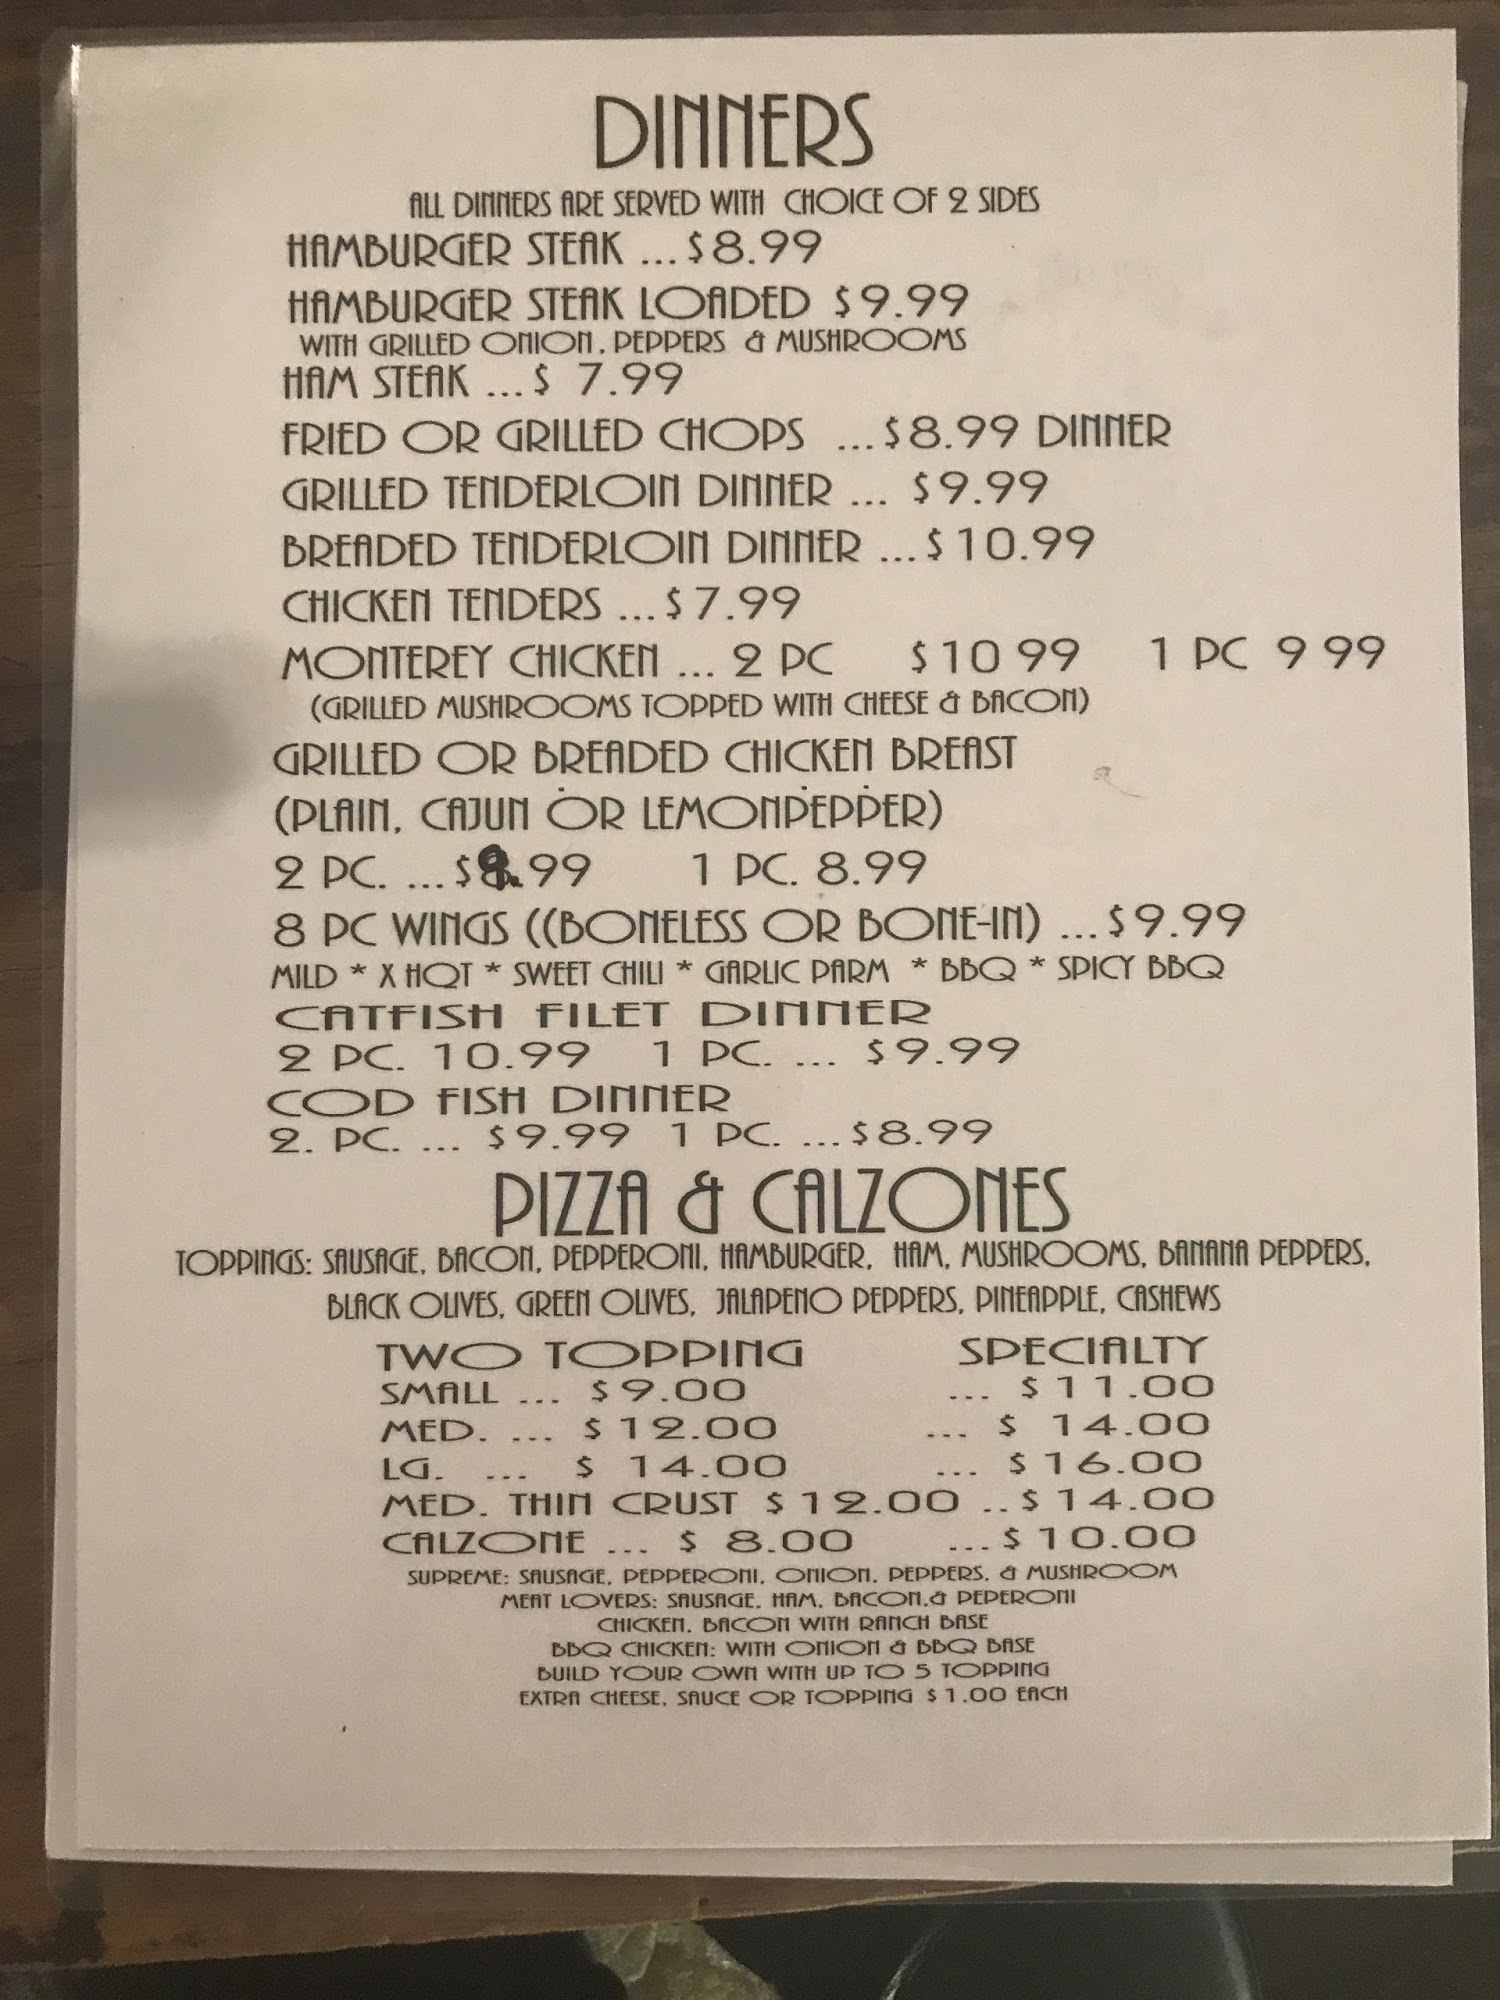 DINNERS
ALL DINNERS ARE SERVED WITH CHOICE OF 2 SIDES
HAMBURGER STEAK ... $8.99
HAMBURGER STEAK LOADED $9.99
WITH GRILLED ONION, PEPPERS & MUSHROOMS
HAM STEAK ... $ 7.99
FRIED OR GRILLED CHOPS ... $8.99 DINNER
GRILLED TENDERLOIN DINNER ... $9.99
BREADED TENDERLOIN DINNER ... $10.99
CHICKEN TENDERS ... $7.99
MONTEREY CHICKEN ... 2 PC $10 99 1 PC 9 99
(GRILLED MUSHROOMS TOPPED WITH CHEESE & BACON)
GRILLED OR BREADED CHICKEN BREAST
(PLAIN, CAJUN OR LEMONPEPPER)
2 PC. ... $9.99 1 PC. 8.99
8 PC WINGS ((BONELESS OR BONE-IN) ... $9.99
MILD * X HOT * SWEET CHILI * GARLIC PARM * BBQ * SPICY BBQ
CATFISH FILET DINNER
2 PC. 10.99 1 PC. ... $9.99
COD FISH DINNER
2. PC. ... $9.99 1 PC. ... $8.99
PIZZA & CALZONES
TOPPINGS: SAUSAGE, BACON, PEPPERONI, HAMBURGER, HAM, MUSHROOMS, BANANA PEPPERS,
BLACK OLIVES, GREEN OLIVES, JALAPENO PEPPERS, PINEAPPLE, CASHEWS
TWO TOPPING SPECIALTY
SMALL ... $9.00 ... $11.00
MED. ... $12.00 ... $ 14.00
LG. ... $ 14.00 ... $16.00
MED. THIN CRUST $12.00 .. $14.00
CALZONE ... $ 8.00 ... $10.00
SUPREME: SAUSAGE, PEPPERONI, ONION, PEPPERS, & MUSHROOM
MEAT LOVERS: SAUSAGE, HAM, BACON,& PEPERONI
CHICKEN, BACON WITH RANCH BASE
BBQ CHICKEN: WITH ONION & BBQ BASE
BUILD YOUR OWN WITH UP TO 5 TOPPING
EXTRA CHEESE, SAUCE OR TOPPING $1.00 EACH